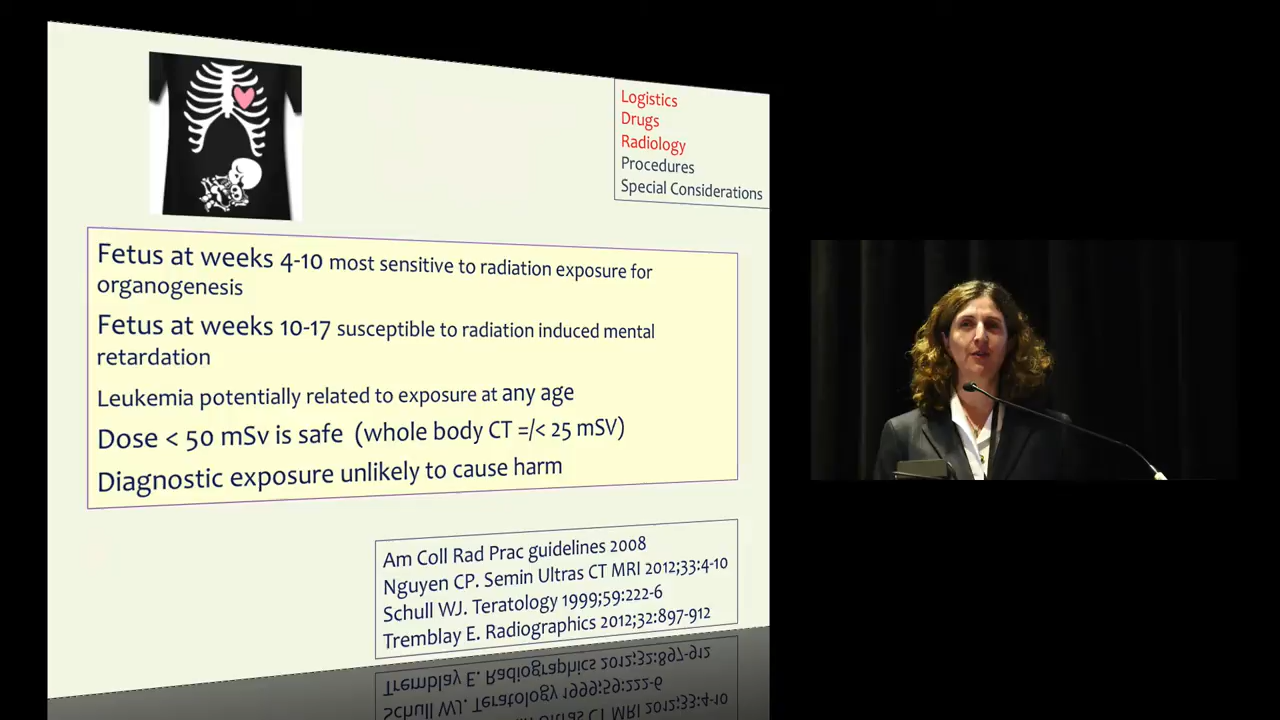 Logistics
Drugs
Radiology
Procedures
Special Considerations
Fetus at weeks 4-10 most sensitive to radiation exposure for
organogenesis
Fetus at weeks 10-17 susceptible to radiation induced mental
retardation
Leukemia potentially related to exposure at any age
Dose < 50 mSv is safe (whole body CT =/< 25 mSV)
Diagnostic exposure unlikely to cause harm
Am Coll Rad Prac guidelines 2008
Nguyen CP. Semin Ultras CT MRI 2012;33:4-10
Schull WJ. Teratology 1999;59:222-6
Tremblay E. Radiographics 2012;32:897-912